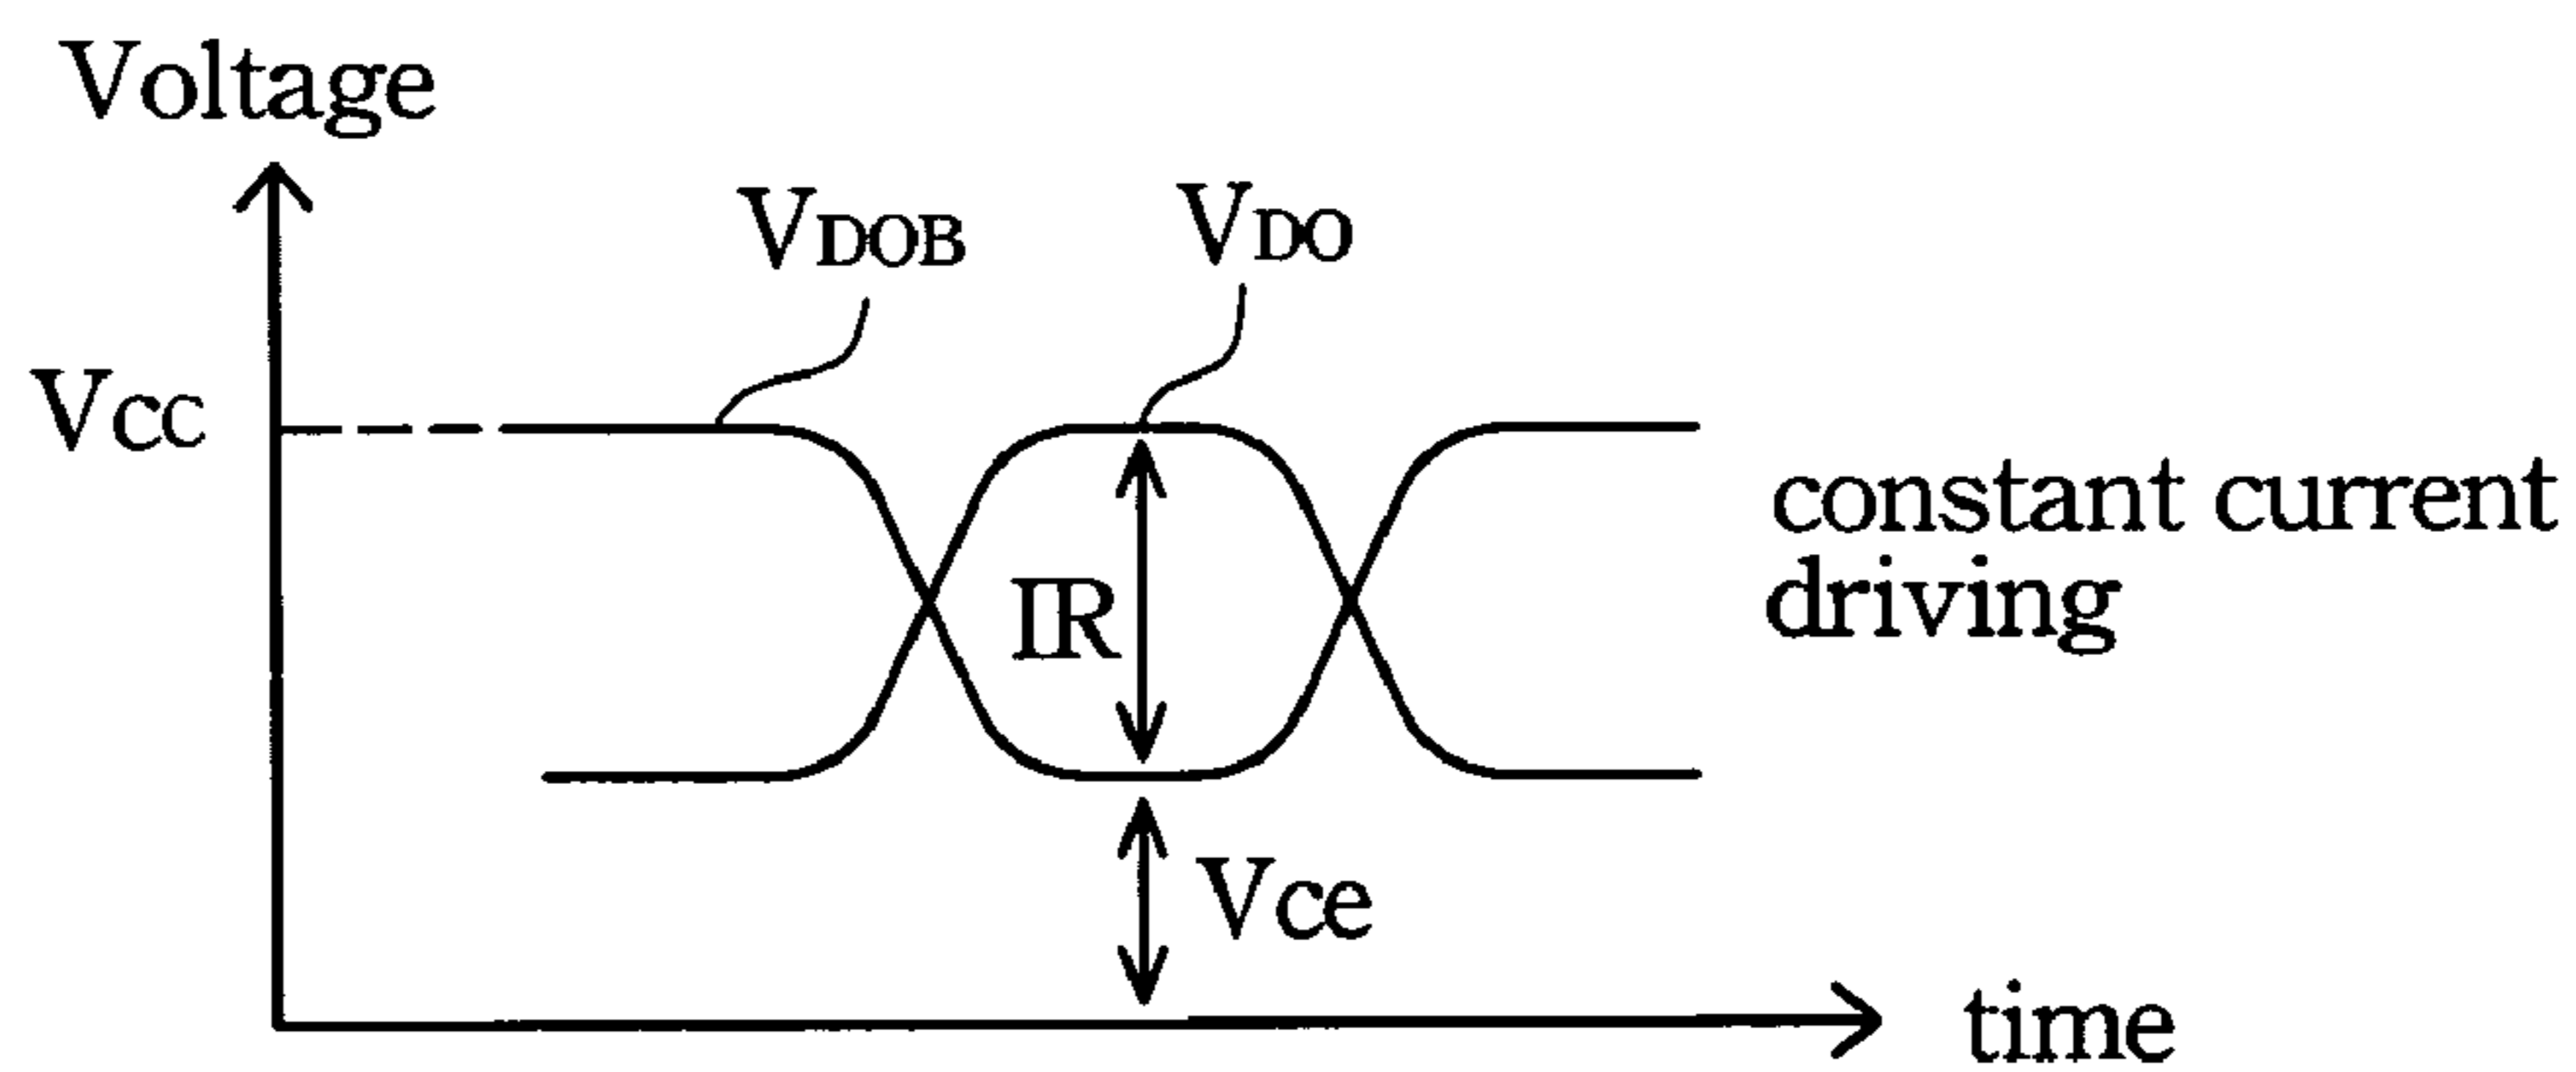 Voltage
VDOB
VDO
VCC
constant current
driving
IR
Vce
time